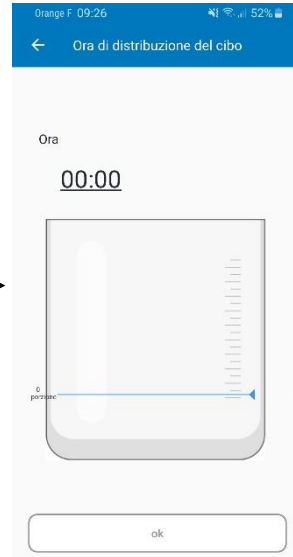 Orange F 09:26 52%
Ora di distribuzione del cibo
Ora
00:00
0
porzione
ok